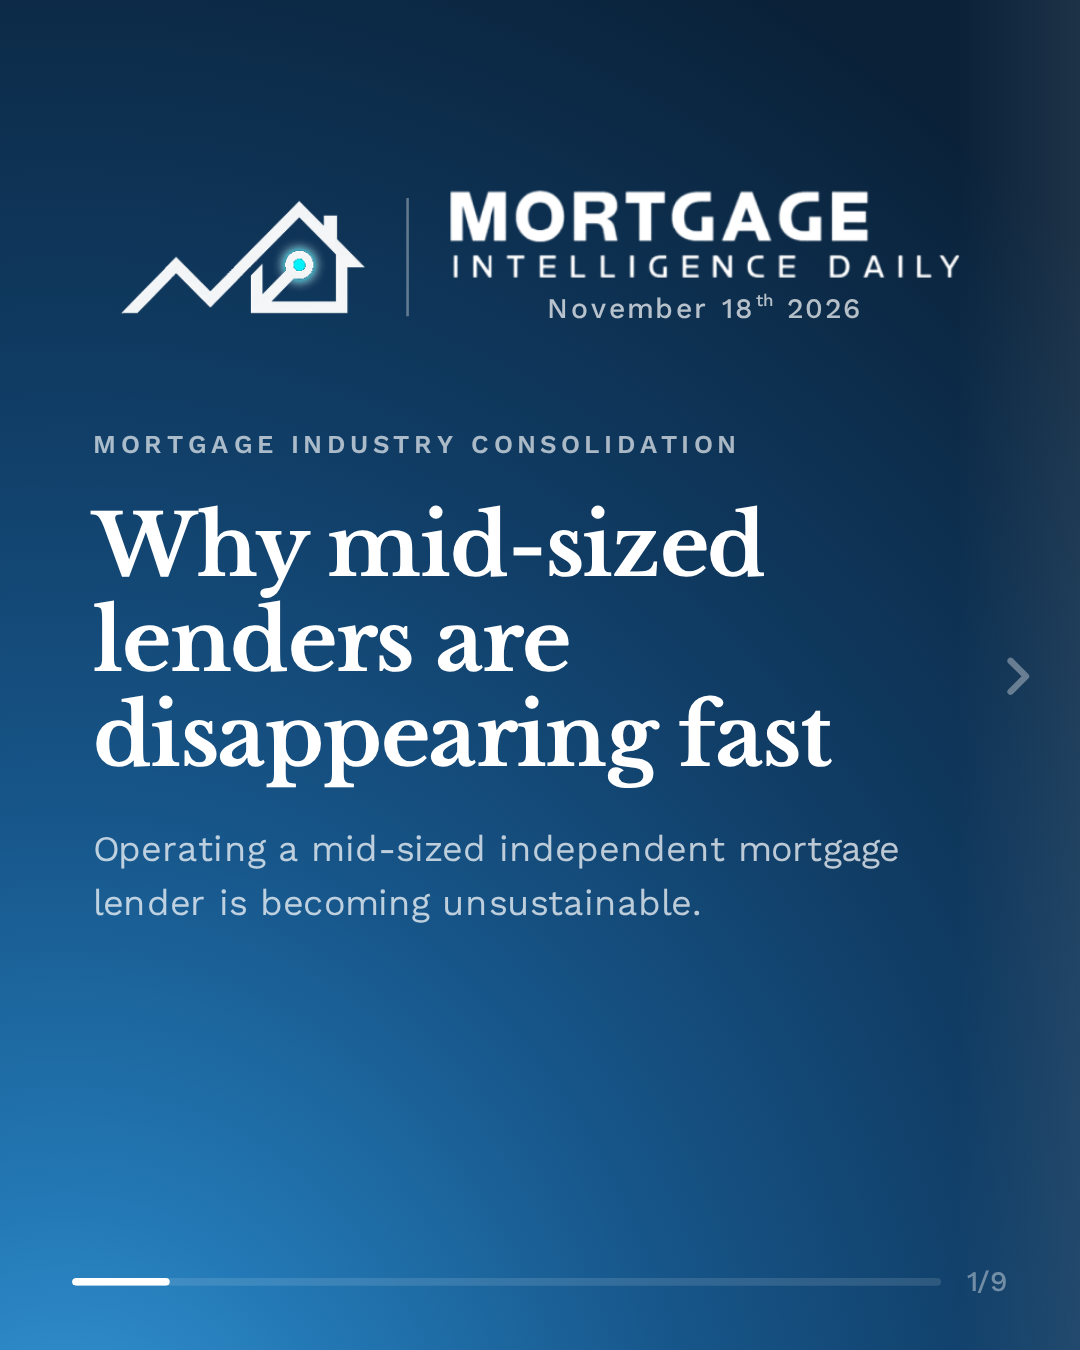 MORTGAGE
INTELLIGENCE DAILY
November 18th 2026
MORTGAGE INDUSTRY CONSOLIDATION
Why mid-sized
lenders are
disappearing fast
Operating a mid-sized independent mortgage
lender is becoming unsustainable.
1/9